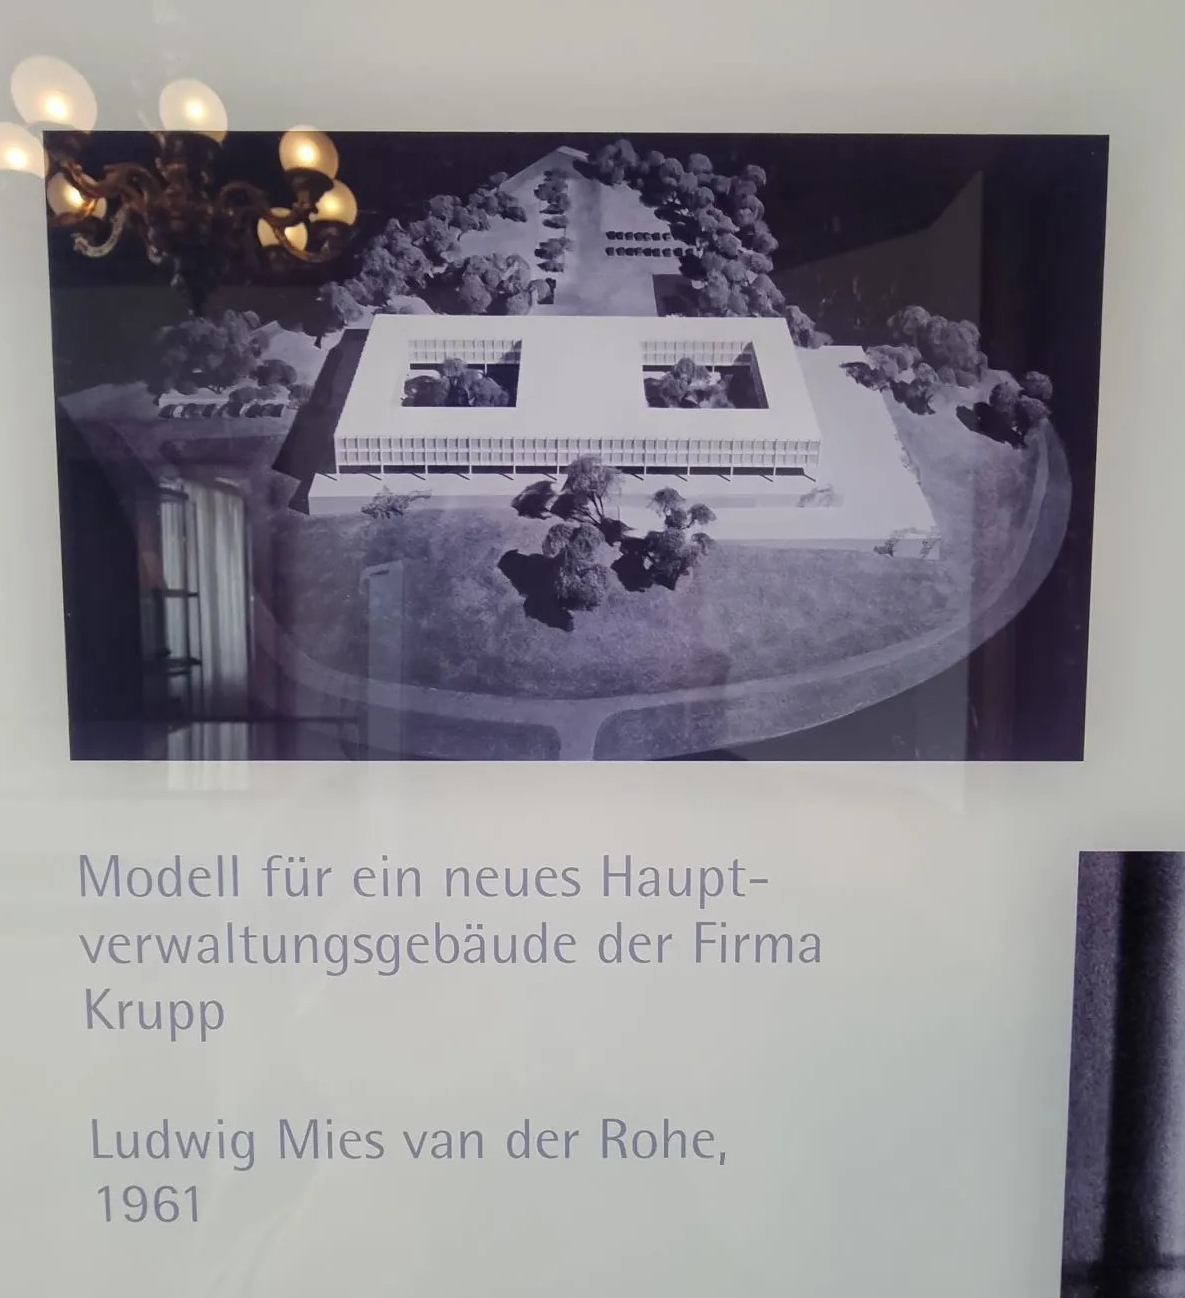 Modell für ein neues Haupt-
verwaltungsgebäude der Firma
Krupp
Ludwig Mies van der Rohe,
1961